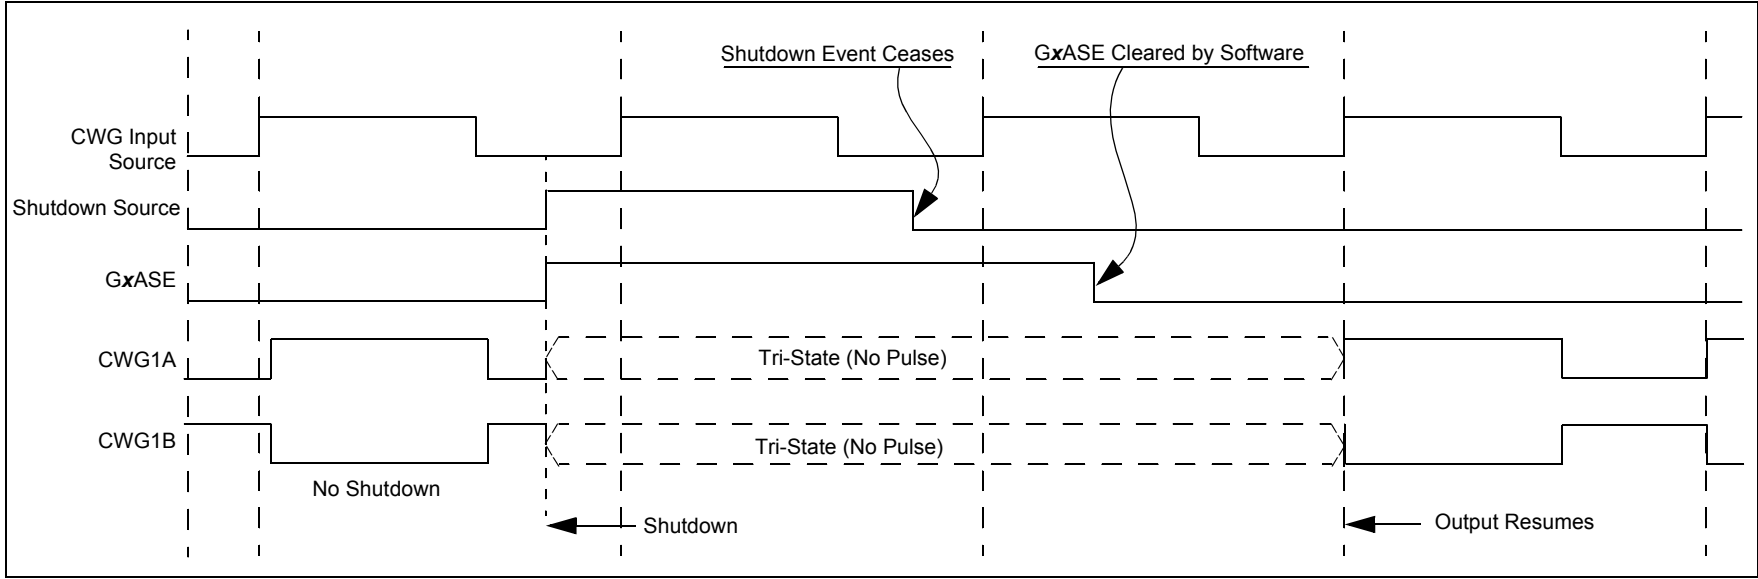 Shutdown Event Ceases
GxASE Cleared by Software
CWG Input
Source
Shutdown Source
GxASE
CWG1A
Tri-State (No Pulse)
CWG1B
Tri-State (No Pulse)
No Shutdown
Shutdown
Output Resumes